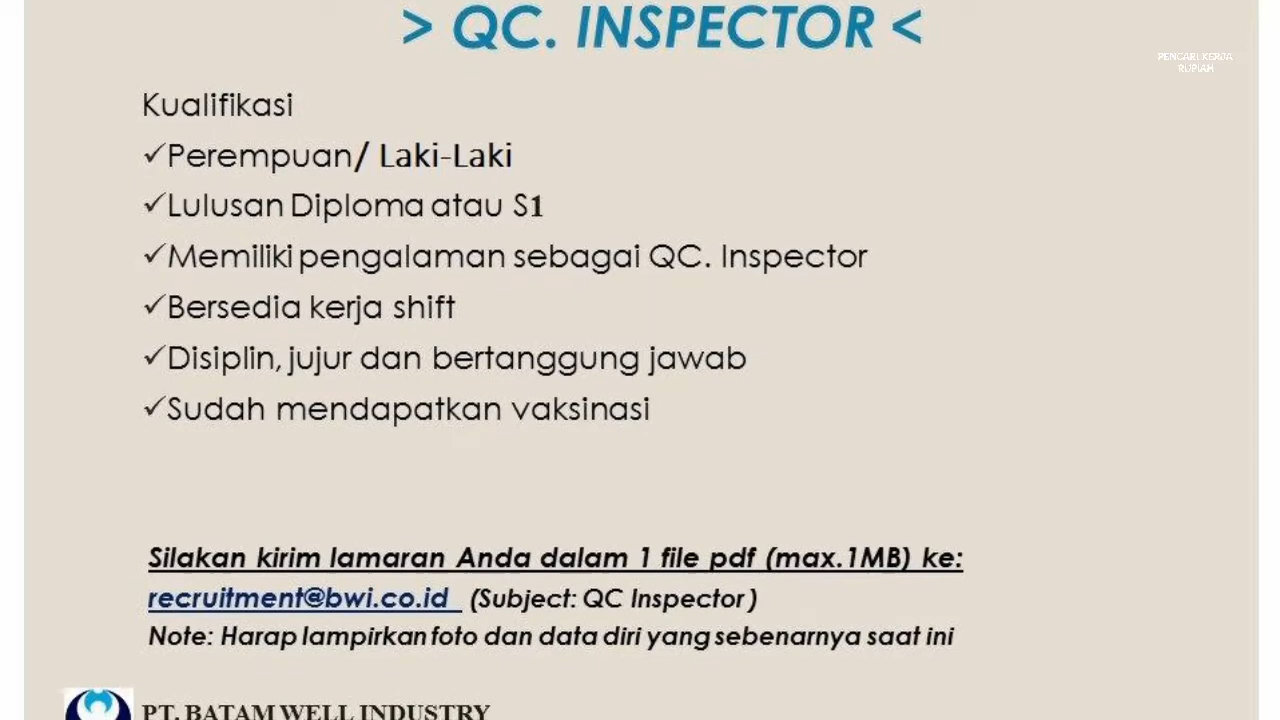 > QC. INSPECTOR <
PENCARI KERJA
RUPIAH
Kualifikasi
✓Perempuan/ Laki-Laki
✓Lulusan Diploma atau S1
✓Memiliki pengalaman sebagai QC. Inspector
✓Bersedia kerja shift
✓Disiplin, jujur dan bertanggung jawab
✓Sudah mendapatkan vaksinasi
Silakan kirim lamaran Anda dalam 1 file pdf (max.1MB) ke:
recruitment@bwi.co.id (Subject: QC Inspector)
Note: Harap lampirkan foto dan data diri yang sebenarnya saat ini
PT. BATAM WELL INDUSTRY